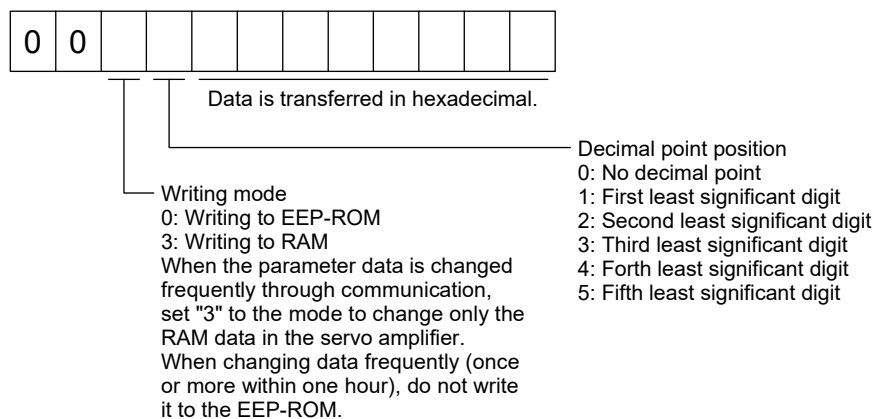 0 0
Data is transferred in hexadecimal.
Decimal point position
0: No decimal point
1: First least significant digit
2: Second least significant digit
3: Third least significant digit
4: Forth least significant digit
5: Fifth least significant digit
Writing mode
0: Writing to EEP-ROM
3: Writing to RAM
When the parameter data is changed
frequently through communication,
set "3" to the mode to change only the
RAM data in the servo amplifier.
When changing data frequently (once
or more within one hour), do not write
it to the EEP-ROM.